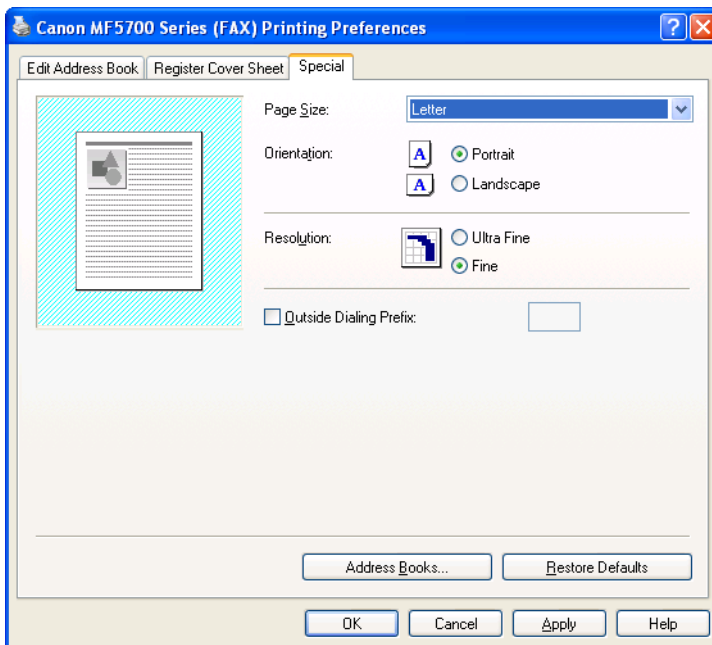 Canon MF5700 Series (FAX) Printing Preferences
Edit Address Book Register Cover Sheet Special
Page Size: Letter
Orientation: A Portrait
A Landscape
Resolution: Ultra Fine
Fine
Outside Dialing Prefix:
Address Books... Restore Defaults
OK Cancel Apply Help